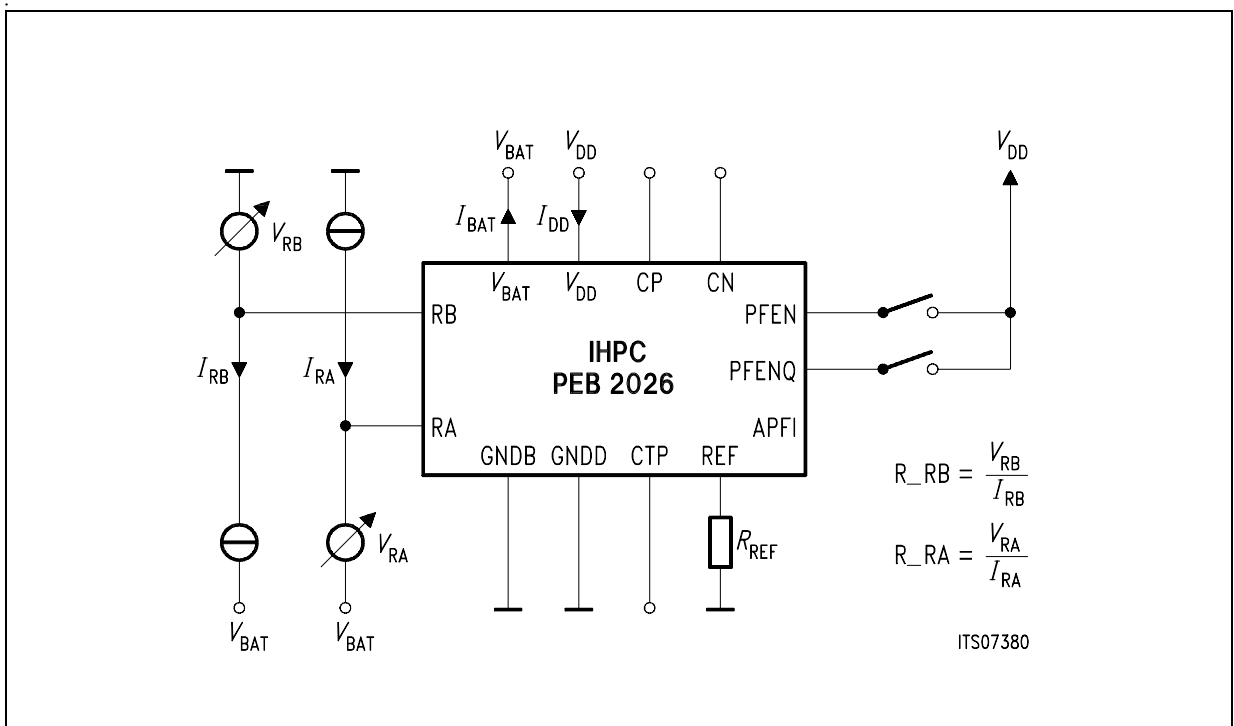 V_BAT V_DD V_DD
V_RB I_BAT I_DD
V_BAT V_DD CP CN
RB PFEN
IHPC
PEB 2026
I_RB I_RA PFENQ
RA APFI
GNDB GNDD CTP REF
R_RB = V_RB / I_RB
V_RA R_REF
R_RA = V_RA / I_RA
V_BAT V_BAT
ITS07380